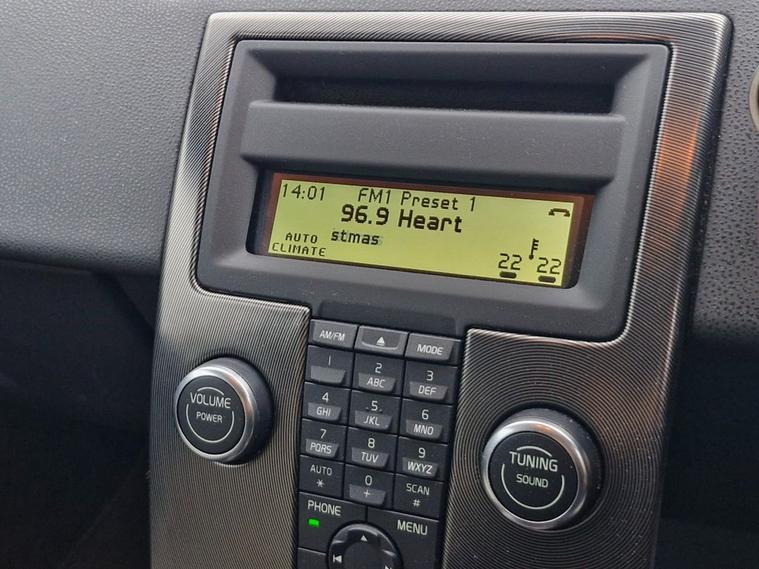 14:01 FM1 Preset 1
96.9 Heart
AUTO stmas
CLIMATE 22 22
AM/FM MODE
1 2 ABC 3 DEF
4 GHI 5 JKL 6 MNO
7 PQRS 8 TUV 9 WXYZ
AUTO * 0 + SCAN #
PHONE MENU
VOLUME
POWER
TUNING
SOUND